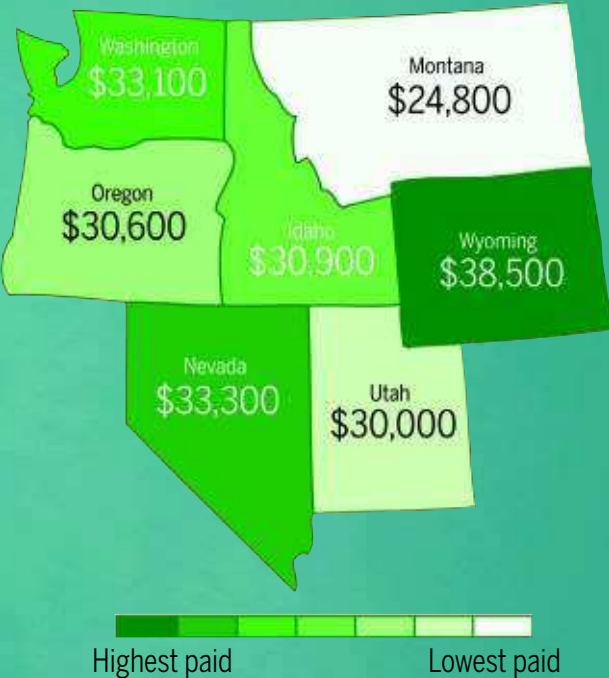 Washington
$33,100
Montana
$24,800
Oregon
$30,600
Idaho
$30,900
Wyoming
$38,500
Nevada
$33,300
Utah
$30,000
Highest paid
Lowest paid